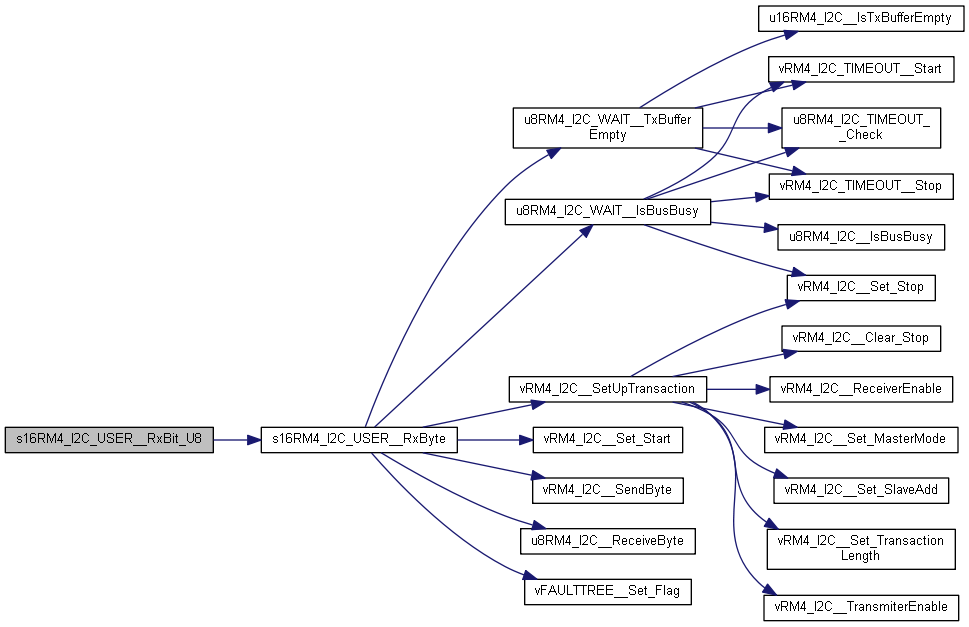 u16RM4_I2C__IsTxBufferEmpty
vRM4_I2C_TIMEOUT__Start
u8RM4_I2C_WAIT__TxBuffer
Empty
u8RM4_I2C_TIMEOUT_
_Check
vRM4_I2C_TIMEOUT__Stop
u8RM4_I2C_WAIT__IsBusBusy
u8RM4_I2C__IsBusBusy
vRM4_I2C__Set_Stop
vRM4_I2C__Clear_Stop
vRM4_I2C__SetUpTransaction
vRM4_I2C__ReceiverEnable
s16RM4_I2C_USER__RxBit_U8
s16RM4_I2C_USER__RxByte
vRM4_I2C__Set_Start
vRM4_I2C__Set_MasterMode
vRM4_I2C__SendByte
vRM4_I2C__Set_SlaveAdd
u8RM4_I2C__ReceiveByte
vRM4_I2C__Set_Transaction
Length
vFAULTTREE__Set_Flag
vRM4_I2C__TransmiterEnable